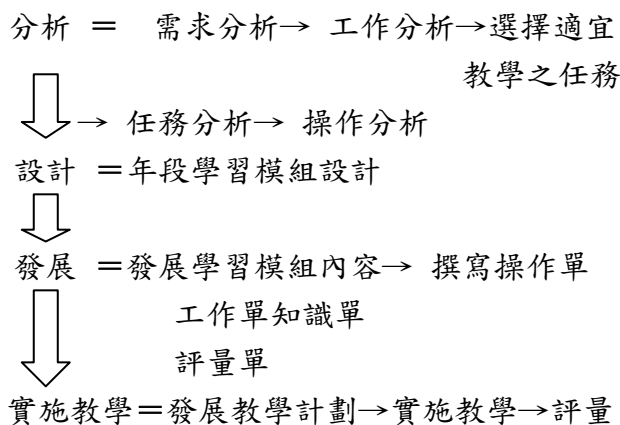 分析 ＝ 需求分析→ 工作分析→選擇適宜
教學之任務
→ 任務分析→ 操作分析
設計 ＝年段學習模組設計
發展 ＝發展學習模組內容→ 撰寫操作單
工作單知識單
評量單
實施教學＝發展教學計劃→實施教學→評量